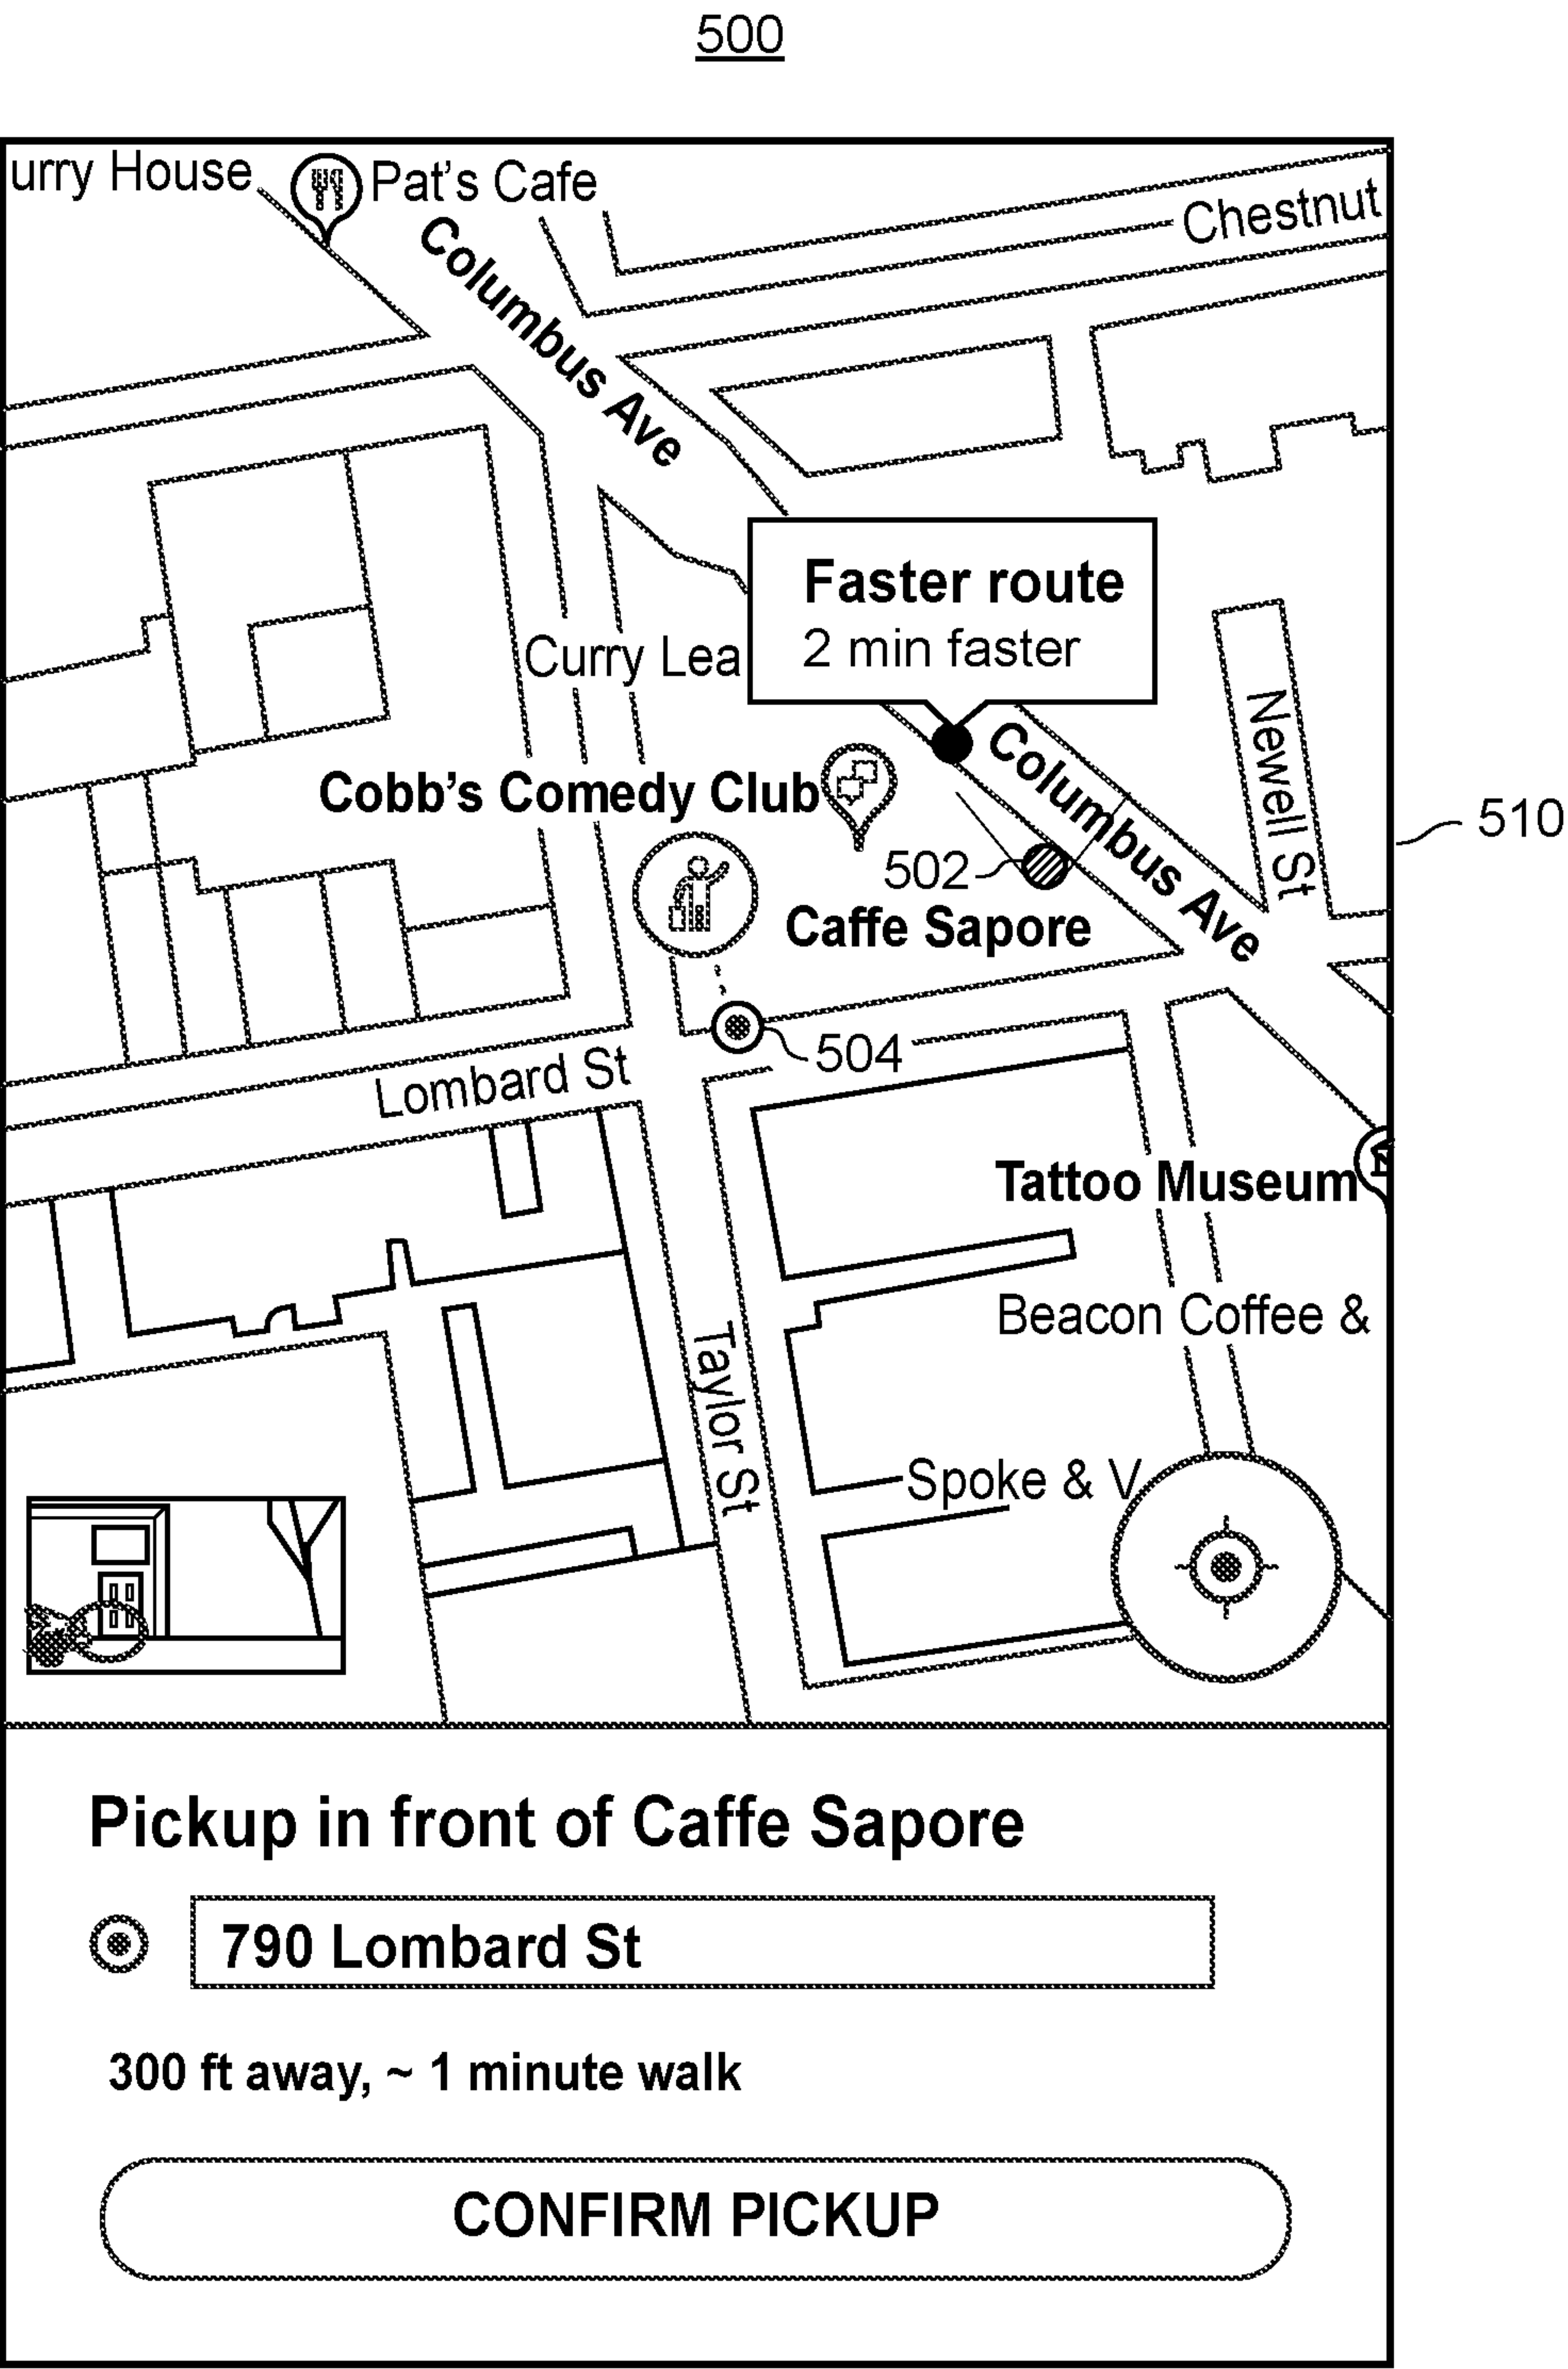 500
urry House
Pat's Cafe
Chestnut
Columbus Ave
Faster route
2 min faster
Curry Lea
Newell St
Columbus Ave
Cobb's Comedy Club
510
502
Caffe Sapore
504
Lombard St
Tattoo Museum
Beacon Coffee &
Taylor St
Spoke & V
Pickup in front of Caffe Sapore
790 Lombard St
300 ft away, ~ 1 minute walk
CONFIRM PICKUP